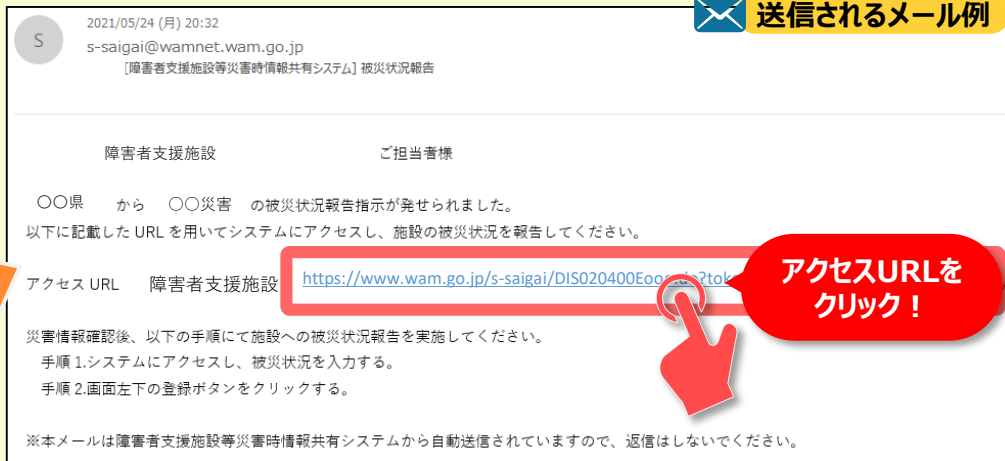 送信されるメール例
S
2021/05/24 (月) 20:32
s-saigai@wamnet.wam.go.jp
[障害者支援施設等災害時情報共有システム] 被災状況報告
障害者支援施設 ご担当者様
〇〇県 から 〇〇災害 の被災状況報告指示が発せられました。
以下に記載した URL を用いてシステムにアクセスし、施設の被災状況を報告してください。
アクセス URL 障害者支援施設 https://www.wam.go.jp/s-saigai/
アクセスURLを
クリック！
災害情報確認後、以下の手順にて施設への被災状況報告を実施してください。
手順 1.システムにアクセスし、被災状況を入力する。
手順 2.画面左下の登録ボタンをクリックする。
※本メールは障害者支援施設等災害時情報共有システムから自動送信されていますので、返信はしないでください。